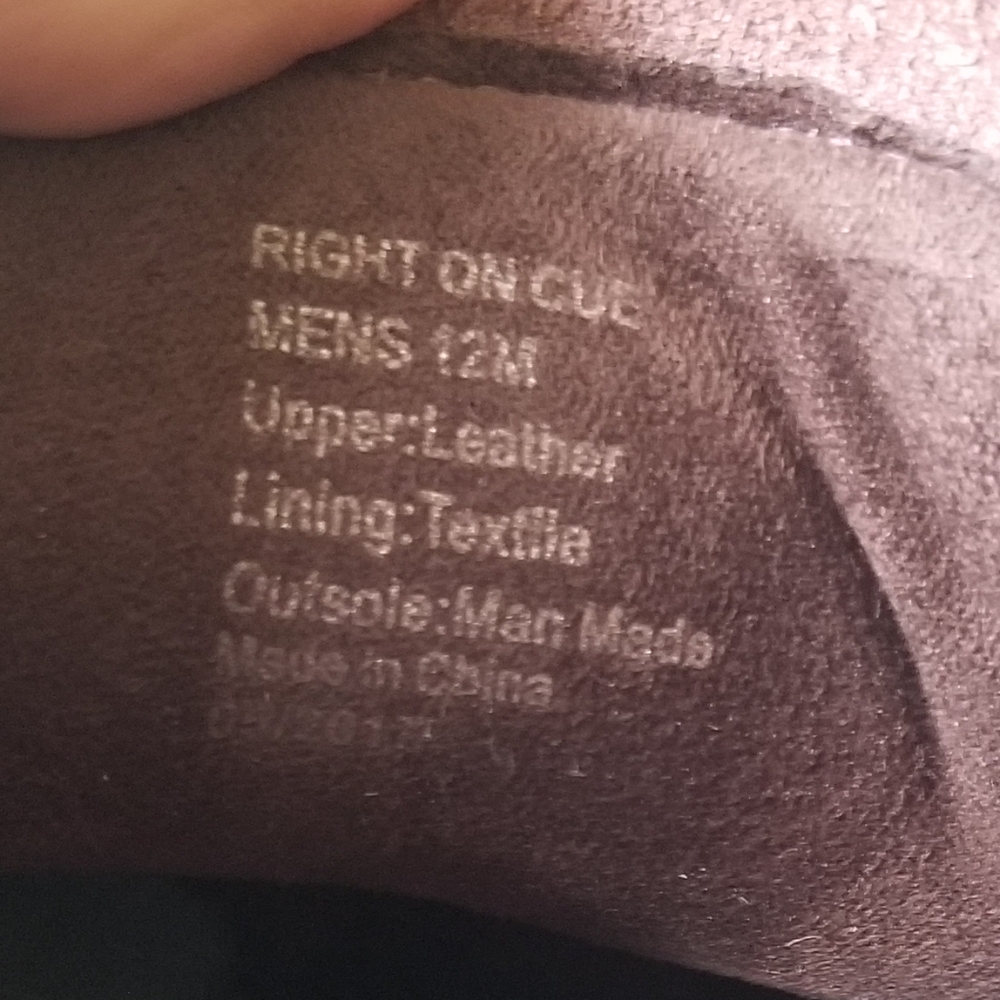 RIGHT ON CUE
MENS 12M
Upper:Leather
Lining:Textile
Outsole:Man Made
Made in China